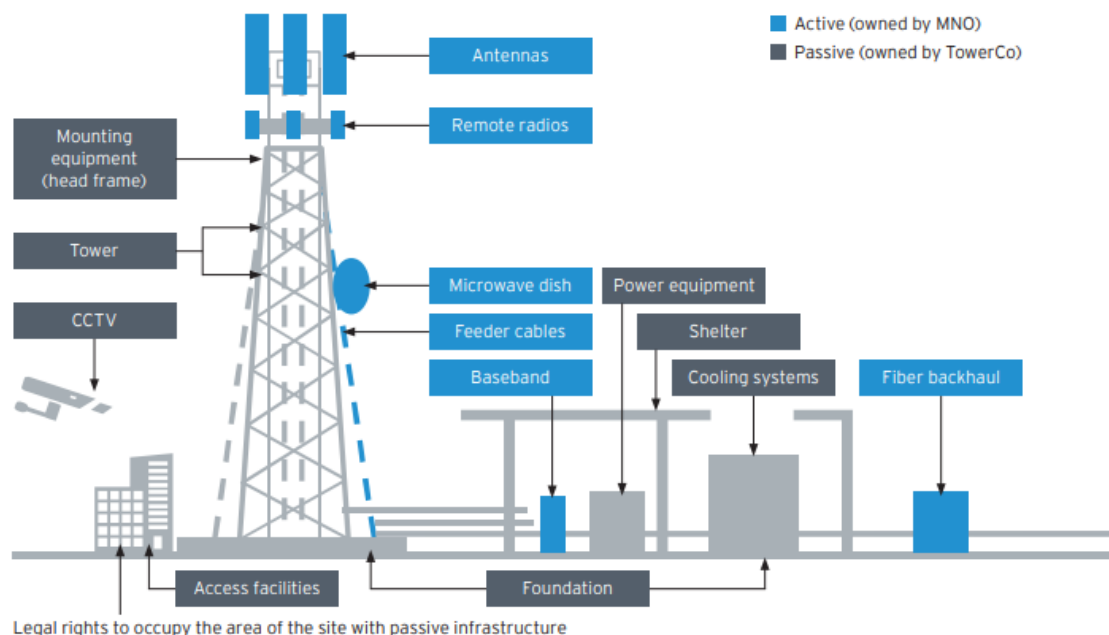 Active (owned by MNO)
Passive (owned by TowerCo)
Antennas
Remote radios
Mounting
equipment
(head frame)
Tower
CCTV
Microwave dish
Power equipment
Feeder cables
Shelter
Baseband
Cooling systems
Fiber backhaul
Access facilities
Foundation
Legal rights to occupy the area of the site with passive infrastructure